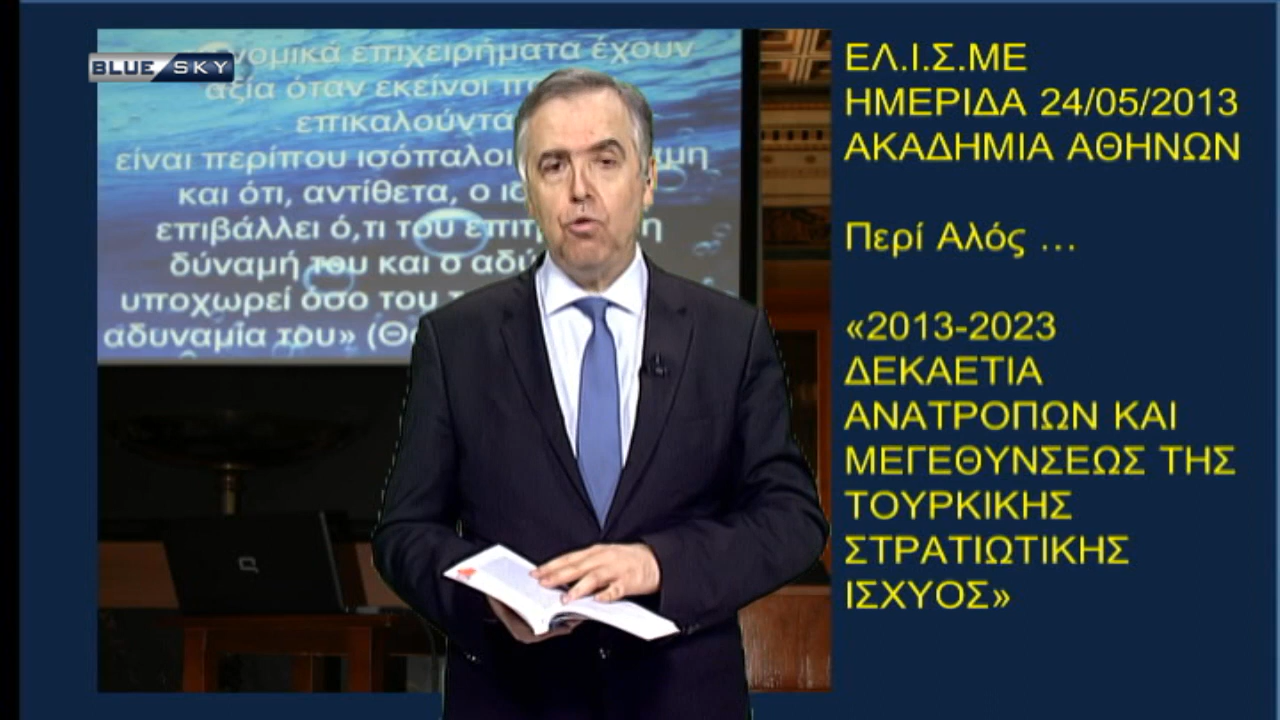 BLUE SKY
νομικά επιχειρήματα έχουν
αξία όταν εκείνοι
είναι περίπου ισόπαλοι
και ότι, αντίθετα, ο
επιβάλλει ό,τι του
δύναμή του και ο
υποχωρεί όσο του
αδυναμία του»
ΕΛ.Ι.Σ.ΜΕ
ΗΜΕΡΙΔΑ 24/05/2013
ΑΚΑΔΗΜΙΑ ΑΘΗΝΩΝ
Περί Αλός ...
«2013-2023
ΔΕΚΑΕΤΙΑ
ΑΝΑΤΡΟΠΩΝ ΚΑΙ
ΜΕΓΕΘΥΝΣΕΩΣ ΤΗΣ
ΤΟΥΡΚΙΚΗΣ
ΣΤΡΑΤΙΩΤΙΚΗΣ
ΙΣΧΥΟΣ»